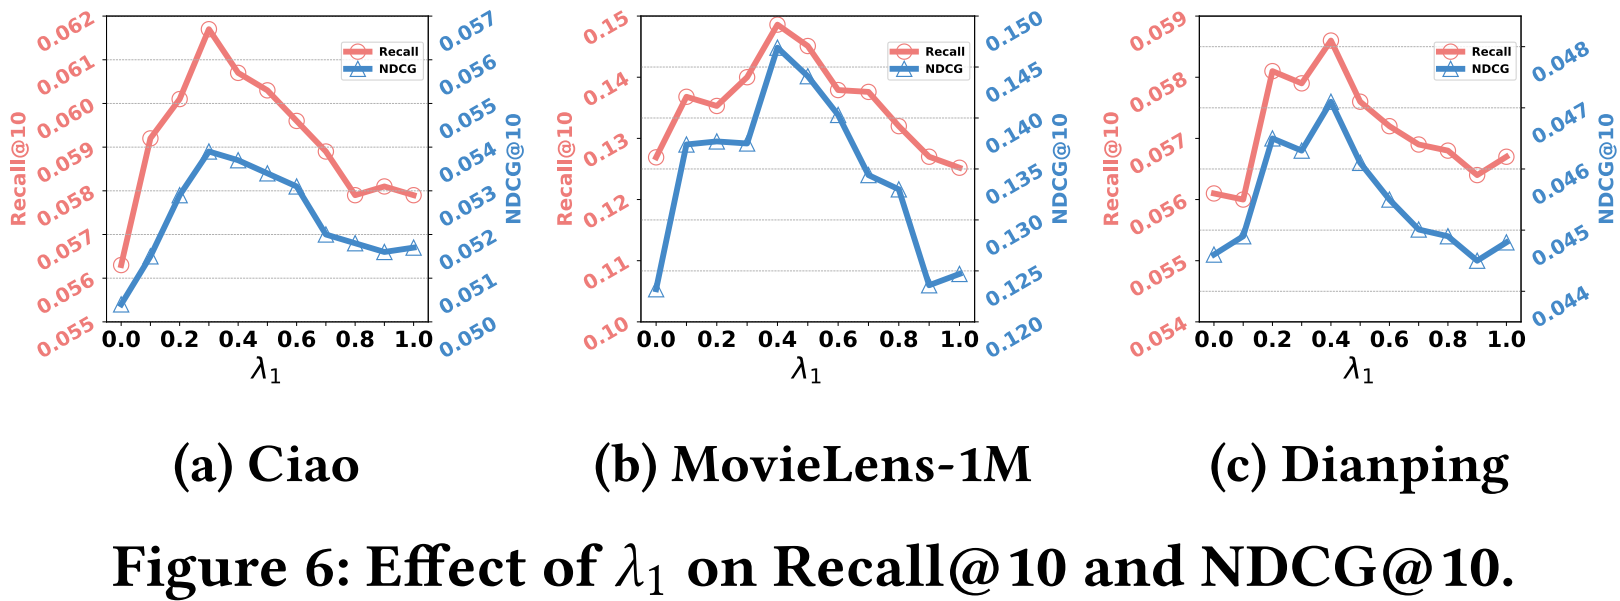 Recall@10
0.062
0.061
0.060
0.059
0.058
0.057
0.056
0.055
0.057
0.056
0.055
0.054
0.053
0.052
0.051
0.050
NDCG@10
Recall
NDCG
0.0 0.2 0.4 0.6 0.8 1.0
λ1
(a) Ciao
Recall@10
0.15
0.14
0.13
0.12
0.11
0.10
0.150
0.145
0.140
0.135
0.130
0.125
0.120
NDCG@10
Recall
NDCG
0.0 0.2 0.4 0.6 0.8 1.0
λ1
(b) MovieLens-1M
Recall@10
0.059
0.058
0.057
0.056
0.055
0.054
0.048
0.047
0.046
0.045
0.044
NDCG@10
Recall
NDCG
0.0 0.2 0.4 0.6 0.8 1.0
λ1
(c) Dianping
Figure 6: Effect of λ1 on Recall@10 and NDCG@10.